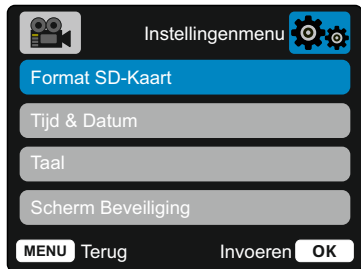 Instellingenmenu
Format SD-Kaart
Tijd & Datum
Taal
Scherm Beveiliging
MENU Terug Invoeren OK